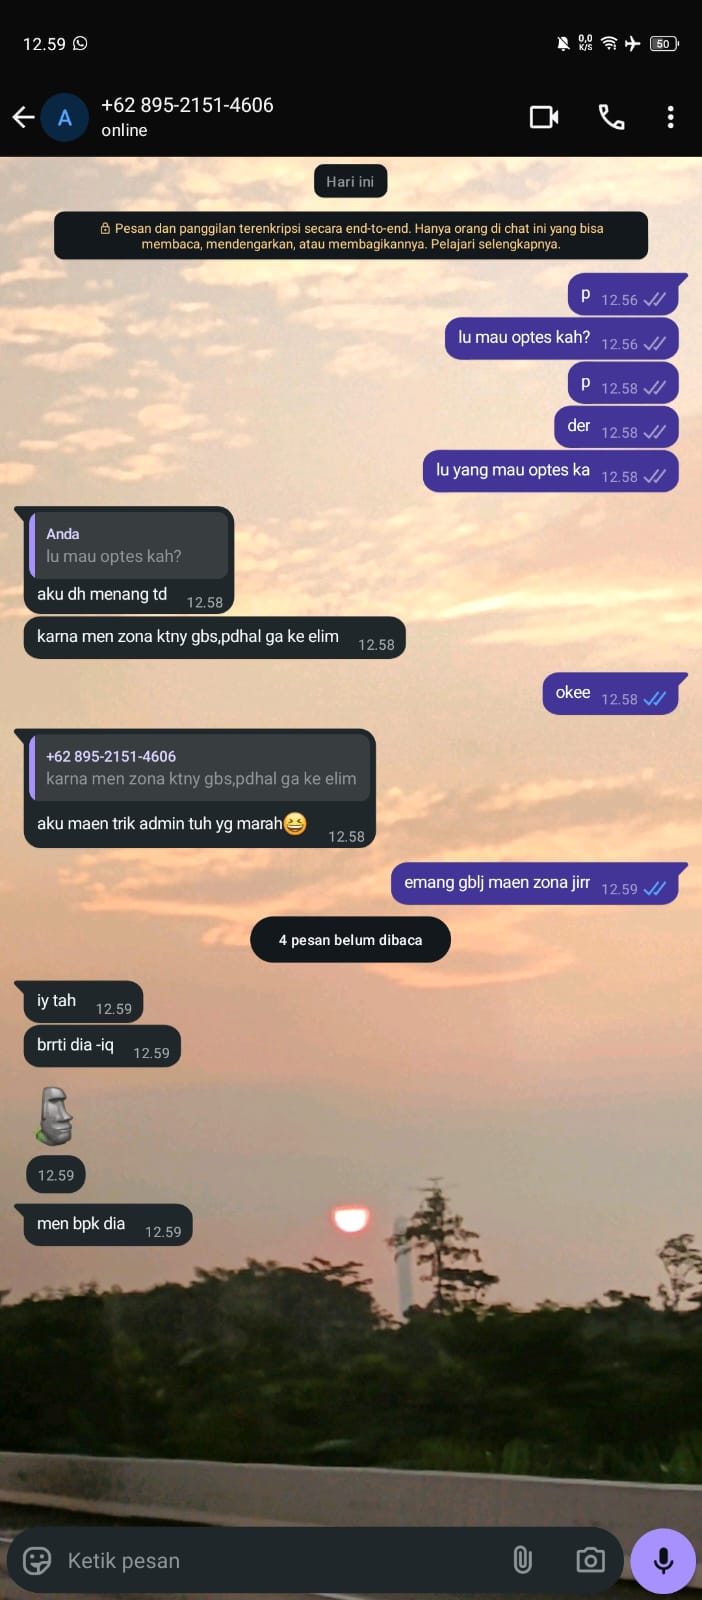 12.59
0,0
K/S
50
A
+62 895-2151-4606
online
Hari ini
Pesan dan panggilan terenkripsi secara end-to-end. Hanya orang di chat ini yang bisa
membaca, mendengarkan, atau membagikannya. Pelajari selengkapnya.
p 12.56
lu mau optes kah? 12.56
p 12.58
der 12.58
lu yang mau optes ka 12.58
Anda
lu mau optes kah?
aku dh menang td 12.58
karna men zona ktny gbs,pdhal ga ke elim 12.58
okee 12.58
+62 895-2151-4606
karna men zona ktny gbs,pdhal ga ke elim
aku maen trik admin tuh yg marah😆 12.58
emang gblj maen zona jirr 12.59
4 pesan belum dibaca
iy tah 12.59
brrti dia -iq 12.59
🗿
12.59
men bpk dia 12.59
Ketik pesan